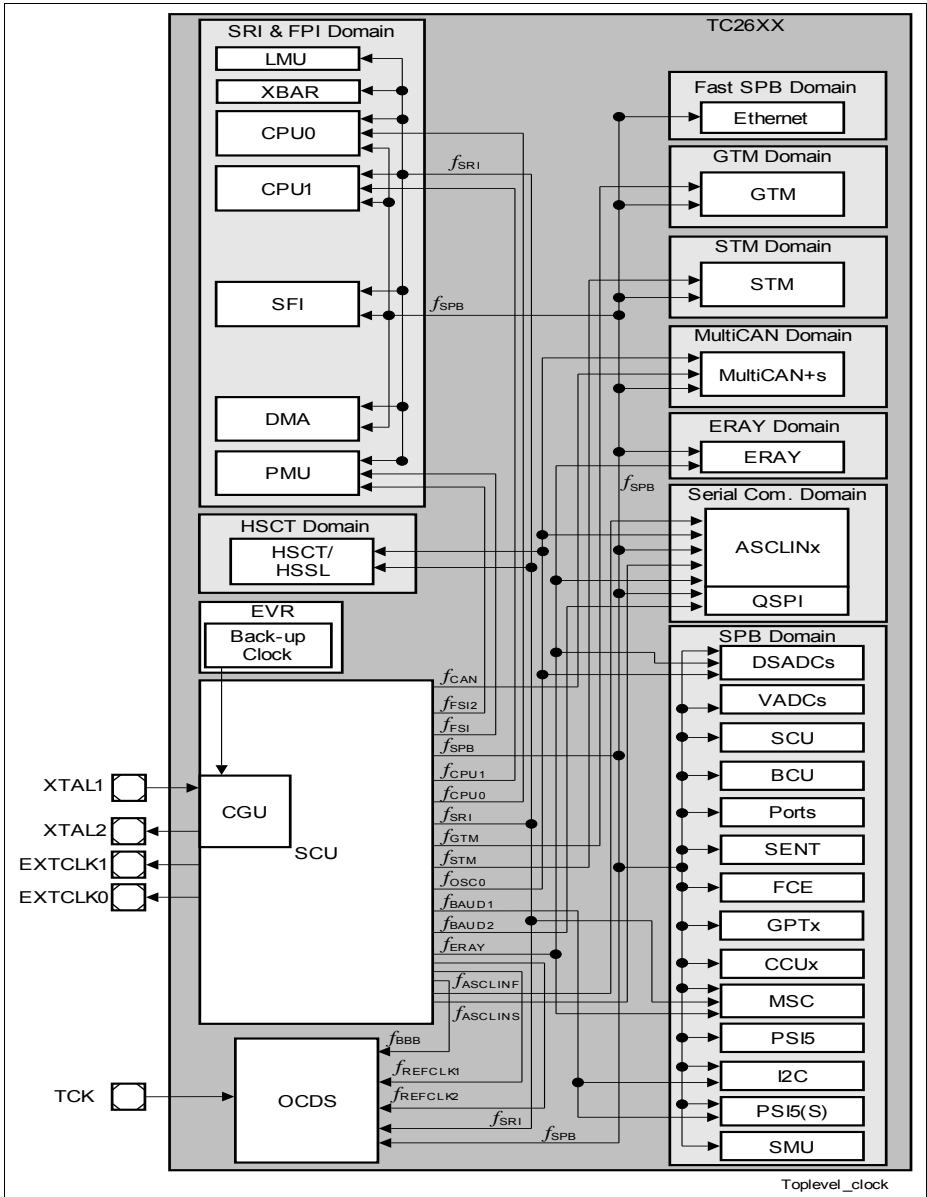 TC26XX
SRI & FPI Domain
LMU
XBAR
CPU0
CPU1
SFI
DMA
PMU
fSRI
fSPB
Fast SPB Domain
Ethernet
GTM Domain
GTM
STM Domain
STM
MultiCAN Domain
MultiCAN+s
ERAY Domain
ERAY
fSPB
Serial Com. Domain
ASCLINx
QSPI
HSCT Domain
HSCT/
HSSL
EVR
Back-up
Clock
SPB Domain
DSADCs
VADCs
SCU
BCU
Ports
SENT
FCE
GPTx
CCUx
MSC
PSI5
I2C
PSI5(S)
SMU
fCAN
fFSI2
fFSI
fSPB
fCPU1
fCPU0
fSRI
fGTM
fSTM
fOSC0
fBAUD1
fBAUD2
fERAY
fASCLINF
fASCLINS
CGU
SCU
XTAL1
XTAL2
EXTCLK1
EXTCLK0
fBBB
fREFCLK1
fREFCLK2
fSRI
fSPB
TCK
OCDS
Toplevel_clock